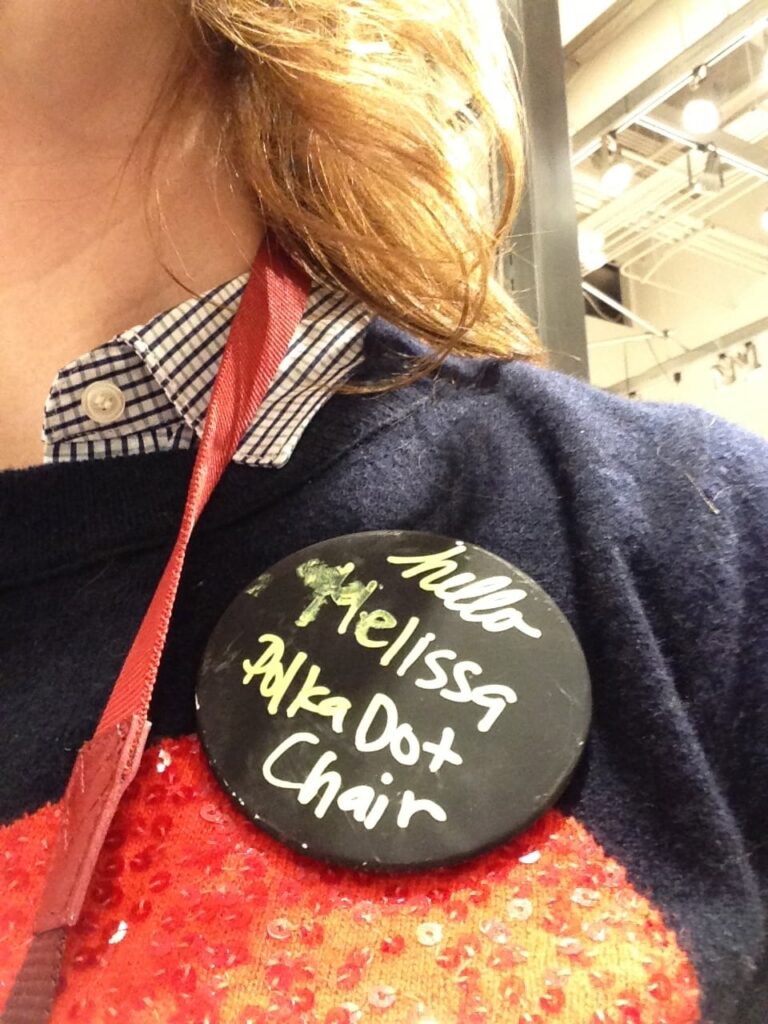 hello
Melissa
Polka Dot
Chair